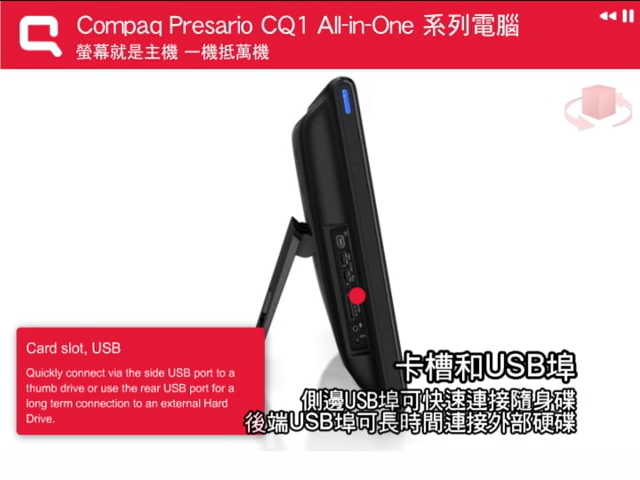 Compaq Presario CQ1 All-in-One 系列電腦
螢幕就是主機 一機抵萬機
Card slot, USB
Quickly connect via the side USB port to a
thumb drive or use the rear USB port for a
long term connection to an external Hard
Drive.
卡槽和USB埠
側邊USB埠可快速連接隨身碟
後端USB埠可長時間連接外部硬碟